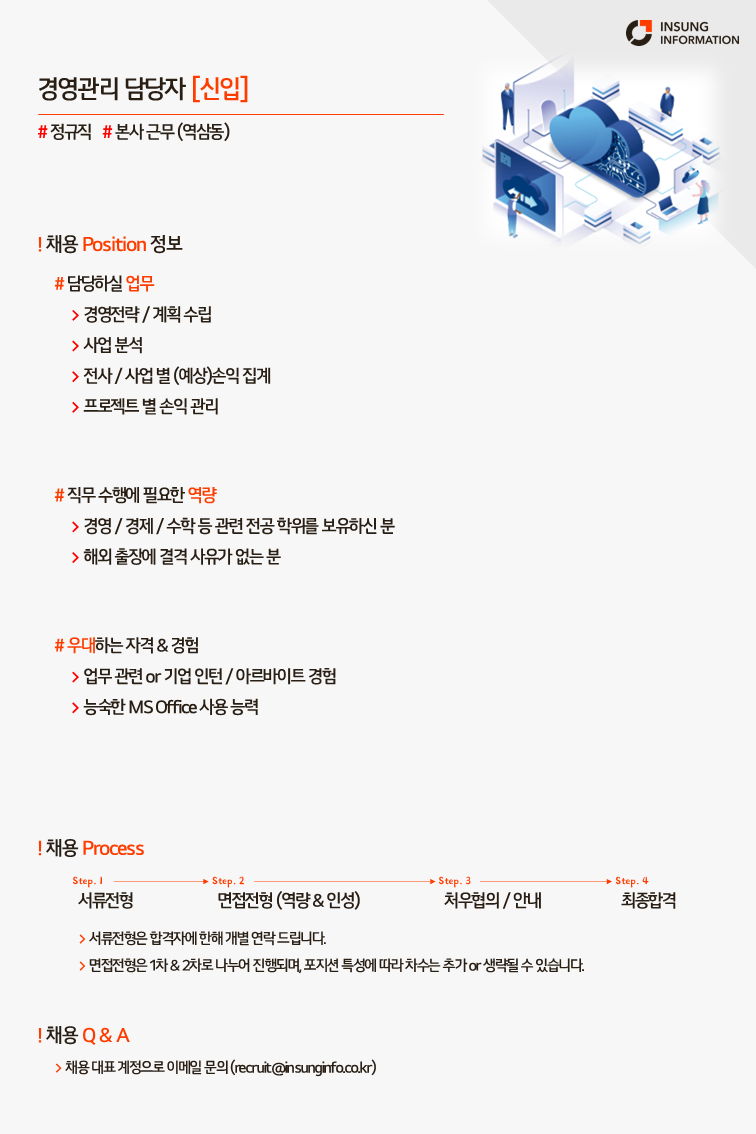 INSUNG
INFORMATION
경영관리 담당자 [신입]
# 정규직 # 본사 근무 (역삼동)
! 채용 Position 정보
# 담당하실 업무
> 경영전략 / 계획 수립
> 사업 분석
> 전사 / 사업 별 (예상)손익 집계
> 프로젝트 별 손익 관리
# 직무 수행에 필요한 역량
> 경영 / 경제 / 수학 등 관련 전공 학위를 보유하신 분
> 해외 출장에 결격 사유가 없는 분
# 우대하는 자격 & 경험
> 업무 관련 or 기업 인턴 / 아르바이트 경험
> 능숙한 MS Office 사용 능력
! 채용 Process
Step. 1 Step. 2 Step. 3 Step. 4
서류전형 면접전형 (역량 & 인성) 처우협의 / 안내 최종합격
> 서류전형은 합격자에 한해 개별 연락 드립니다.
> 면접전형은 1차 & 2차로 나누어 진행되며, 포지션 특성에 따라 차수는 추가 or 생략될 수 있습니다.
! 채용 Q & A
> 채용 대표 계정으로 이메일 문의 (recruit@insunginfo.co.kr)